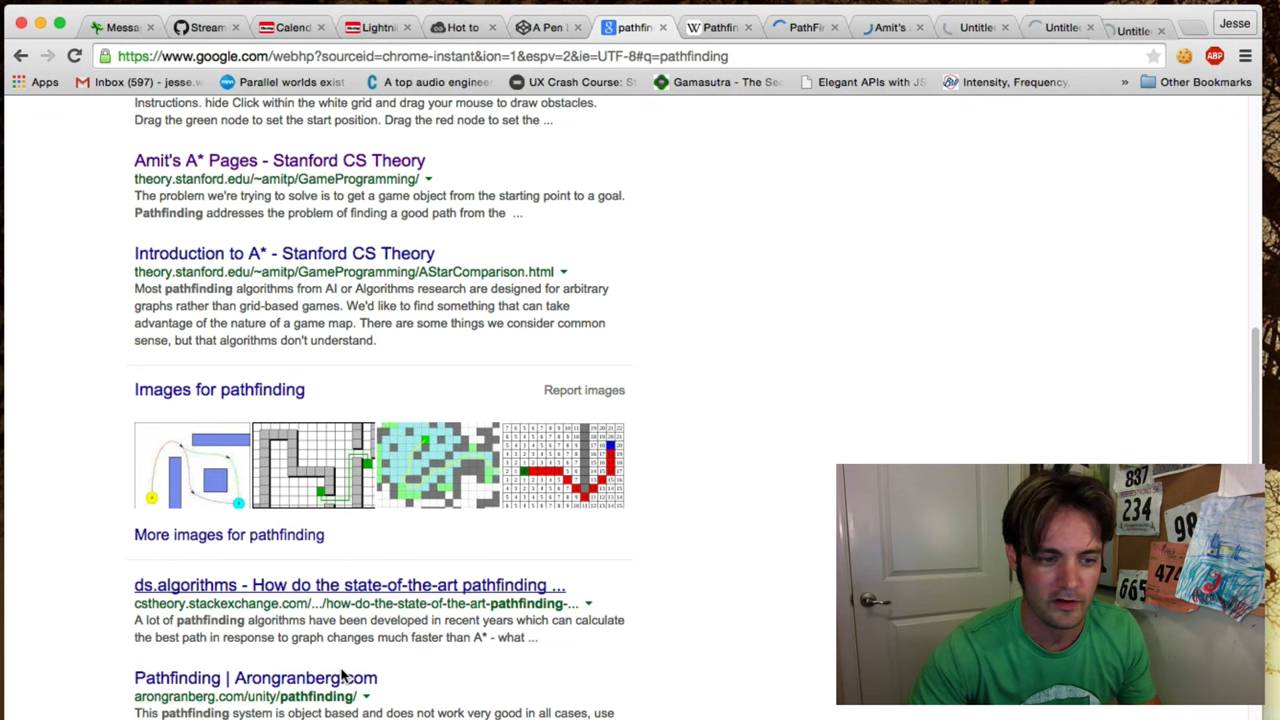 Messa
Stream
Calend
Lightnin
Hot to
A Pen
pathfin
Pathfin
PathFi
Amit's
Untitle
Untitle
Untitle
Jesse
https://www.google.com/webhp?sourceid=chrome-instant&ion=1&espv=2&ie=UTF-8#q=pathfinding
ABP
Apps
Inbox (597) - jesse.w
Parallel worlds exist
A top audio enginee
UX Crash Course: St
Gamasutra - The Sec
Elegant APIs with JS
Intensity, Frequency,
» Other Bookmarks
Instructions. hide Click within the white grid and drag your mouse to draw obstacles.
Drag the green node to set the start position. Drag the red node to set the ...
Amit's A* Pages - Stanford CS Theory
theory.stanford.edu/~amitp/GameProgramming/
The problem we're trying to solve is to get a game object from the starting point to a goal.
Pathfinding addresses the problem of finding a good path from the ...
Introduction to A* - Stanford CS Theory
theory.stanford.edu/~amitp/GameProgramming/AStarComparison.html
Most pathfinding algorithms from AI or Algorithms research are designed for arbitrary
graphs rather than grid-based games. We'd like to find something that can take
advantage of the nature of a game map. There are some things we consider common
sense, but that algorithms don't understand.
Images for pathfinding
Report images
More images for pathfinding
ds.algorithms - How do the state-of-the-art pathfinding ...
cstheory.stackexchange.com/.../how-do-the-state-of-the-art-pathfinding-...
A lot of pathfinding algorithms have been developed in recent years which can calculate
the best path in response to graph changes much faster than A* - what ...
Pathfinding | Arongranberg.com
arongranberg.com/unity/pathfinding/
This pathfinding system is object based and does not work very good in all cases, use
837
234
98
474
665